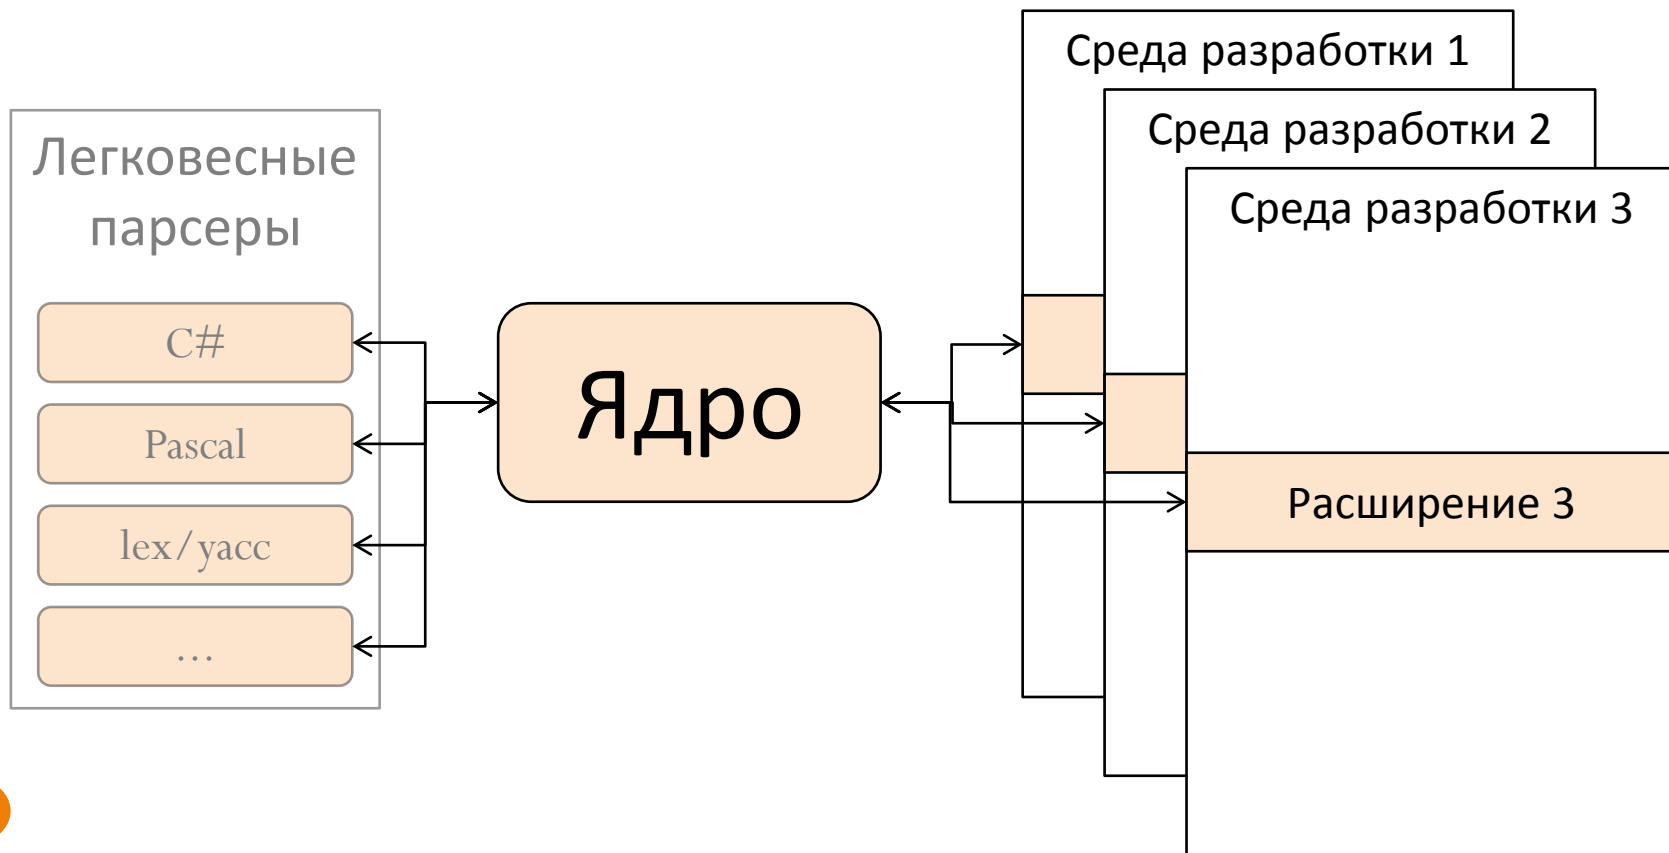 Легковесные
парсеры
C#
Pascal
lex/yacc
...
Ядро
Среда разработки 1
Среда разработки 2
Среда разработки 3
Расширение 3